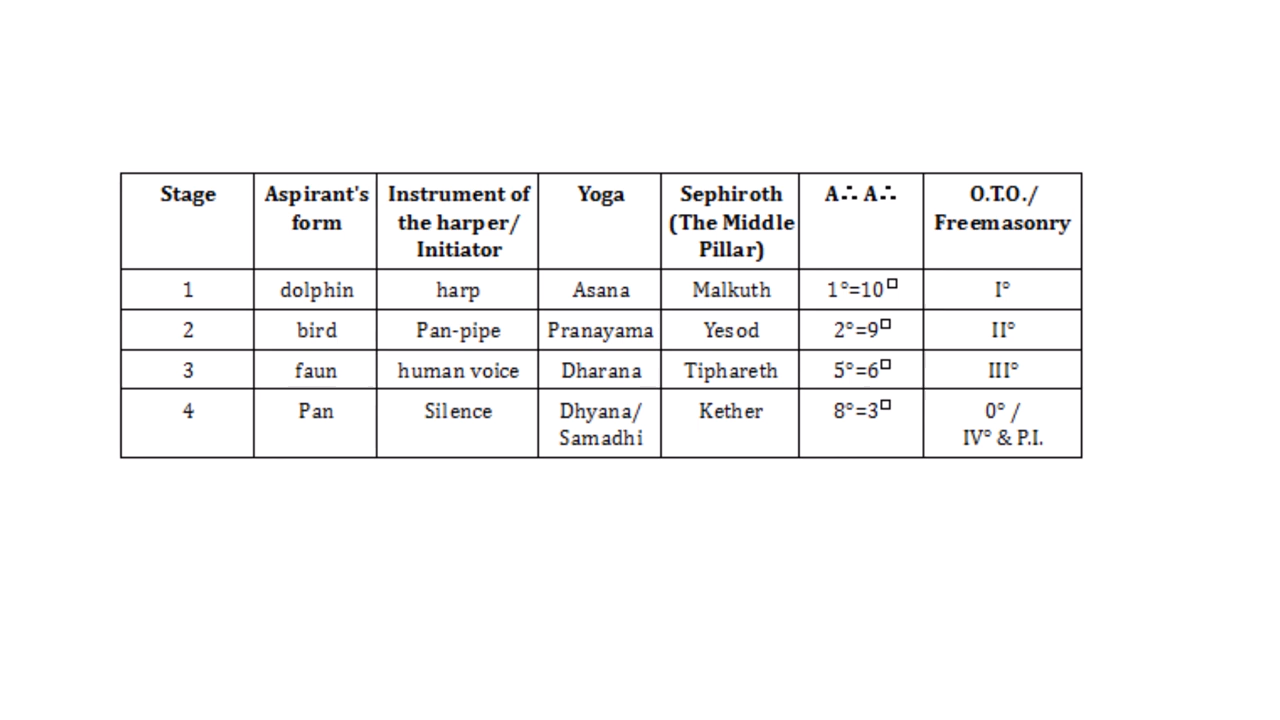 Stage Aspirant's form Instrument of the harper/ Initiator Yoga Sephiroth (The Middle Pillar) A∴ A∴ O.T.O./ Freemasonry
1 dolphin harp Asana Malkuth 1°=10□ I°
2 bird Pan-pipe Pranayama Yesod 2°=9□ II°
3 faun human voice Dharana Tiphareth 5°=6□ III°
4 Pan Silence Dhyana/ Samadhi Kether 8°=3□ 0° / IV° & P.I.